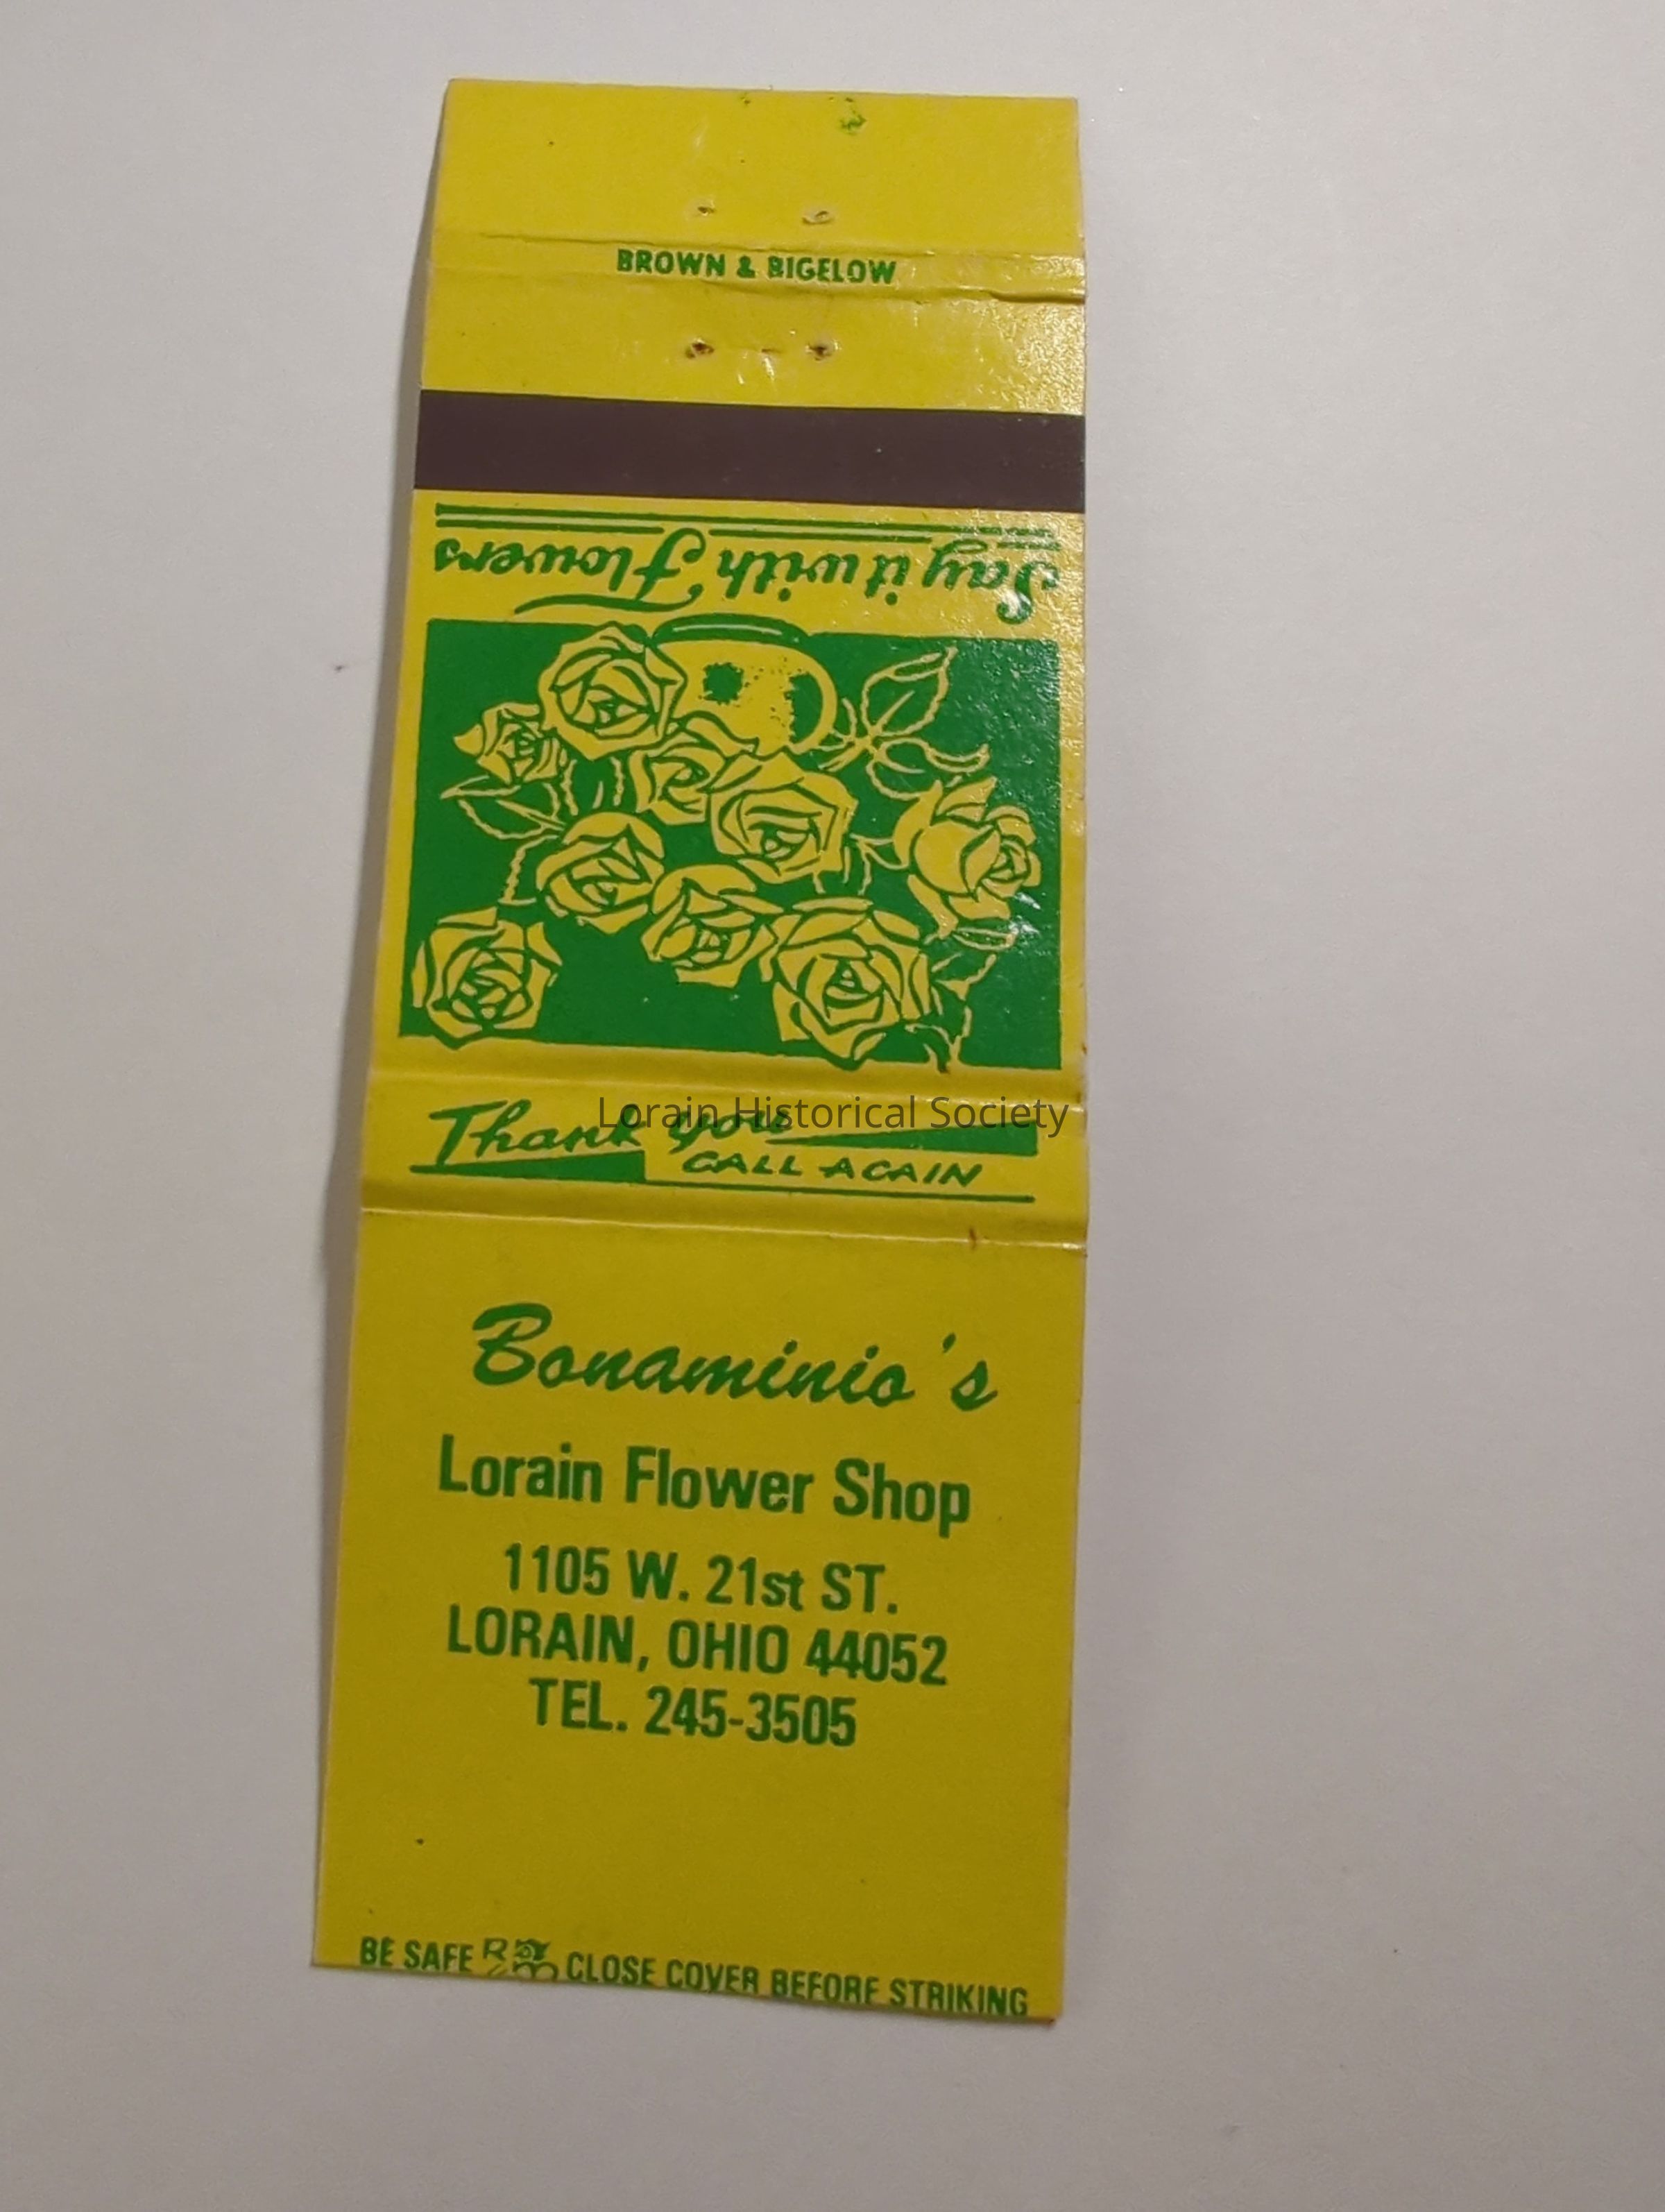 BROWN & BIGELOW
Say it with Flowers
Thank you
CALL AGAIN
Lorain Historical Society
Bonaminio's
Lorain Flower Shop
1105 W. 21st ST.
LORAIN, OHIO 44052
TEL. 245-3505
BE SAFE CLOSE COVER BEFORE STRIKING